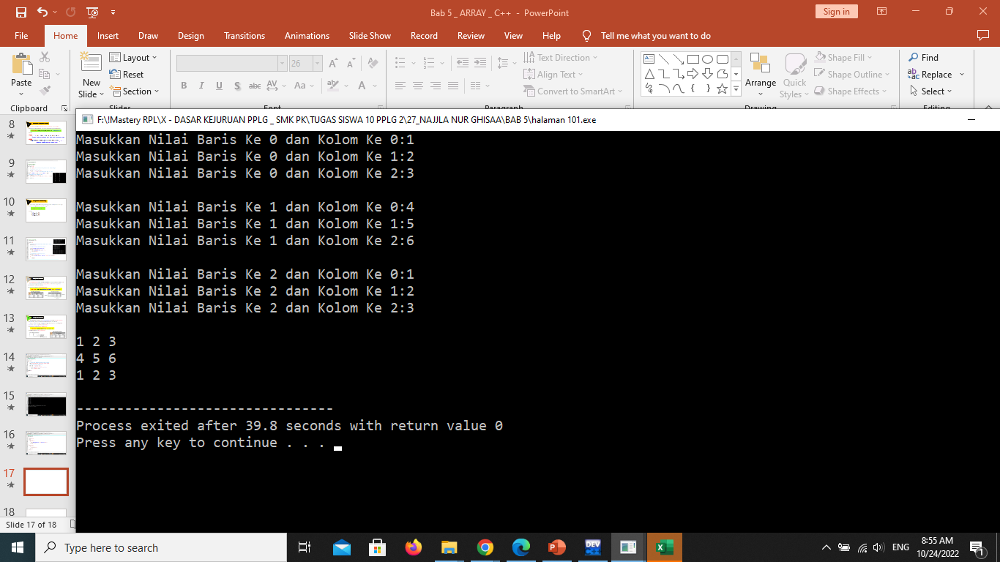 Bab 5 _ ARRAY _ C++ - PowerPoint
Sign in
File Home Insert Draw Design Transitions Animations Slide Show Record Review View Help Tell me what you want to do
Paste
Clipboard
New
Slide
Layout
Reset
Section
Slides
26
Font
Paragraph
Text Direction
Align Text
Convert to SmartArt
Drawing
Arrange
Quick
Styles
Shape Fill
Shape Outline
Shape Effects
Find
Replace
Select
Editing
F:\!Mastery RPL\X - DASAR KEJURUAN PPLG _ SMK PK\TUGAS SISWA 10 PPLG 2\27_NAJLA NUR GHISAA\BAB 5\halaman 101.exe
Masukkan Nilai Baris Ke 0 dan Kolom Ke 0:1
Masukkan Nilai Baris Ke 0 dan Kolom Ke 1:2
Masukkan Nilai Baris Ke 0 dan Kolom Ke 2:3
Masukkan Nilai Baris Ke 1 dan Kolom Ke 0:4
Masukkan Nilai Baris Ke 1 dan Kolom Ke 1:5
Masukkan Nilai Baris Ke 1 dan Kolom Ke 2:6
Masukkan Nilai Baris Ke 2 dan Kolom Ke 0:1
Masukkan Nilai Baris Ke 2 dan Kolom Ke 1:2
Masukkan Nilai Baris Ke 2 dan Kolom Ke 2:3
1 2 3
4 5 6
1 2 3
--------------------------------
Process exited after 39.8 seconds with return value 0
Press any key to continue . . .
8
9
10
11
12
13
14
15
16
17
18
Slide 17 of 18
Type here to search
DEV
ENG
8:55 AM
10/24/2022
1